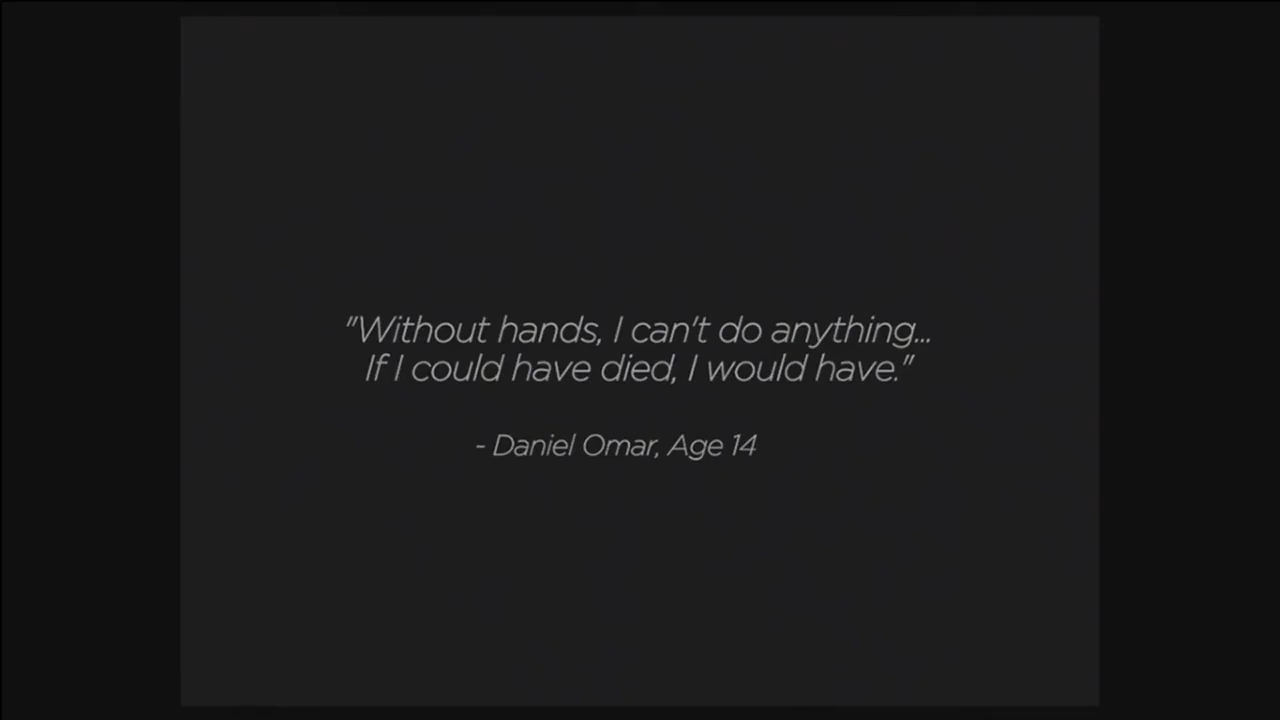 "Without hands, I can't do anything...
If I could have died, I would have."
- Daniel Omar, Age 14